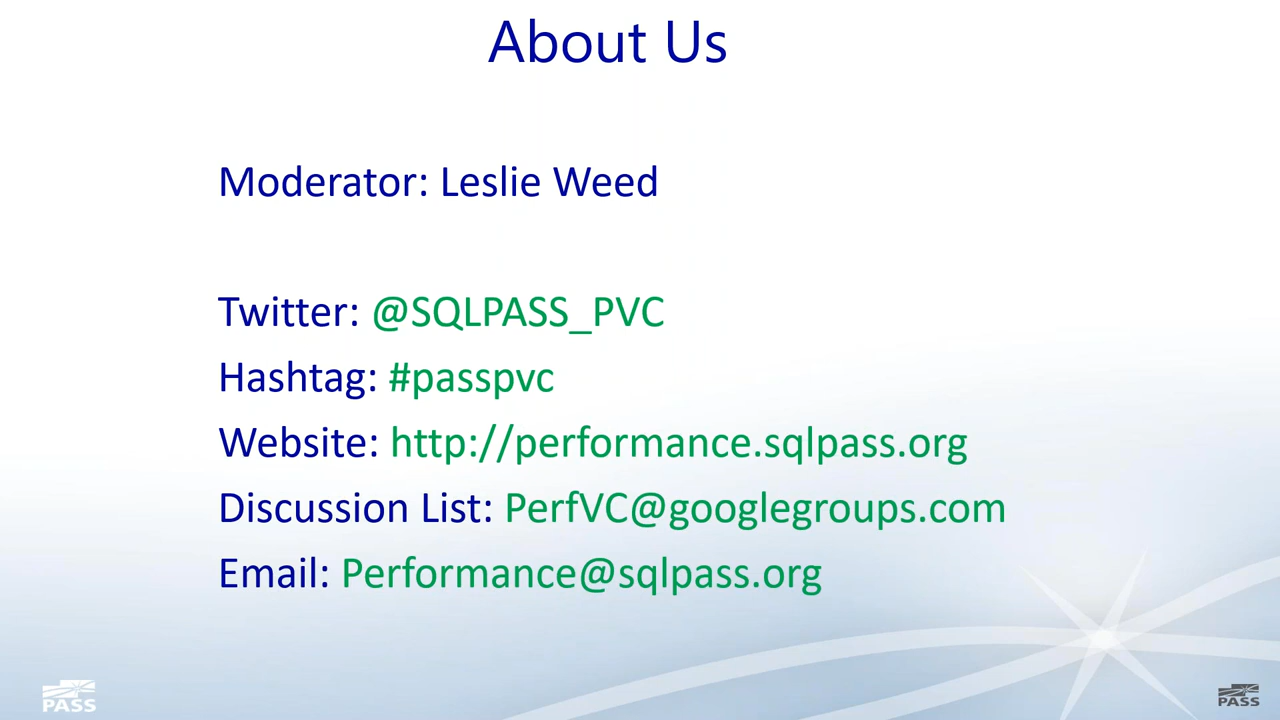 About Us
Moderator: Leslie Weed
Twitter: @SQLPASS_PVC
Hashtag: #passpvc
Website: http://performance.sqlpass.org
Discussion List: PerfVC@googlegroups.com
Email: Performance@sqlpass.org
PASS
PASS